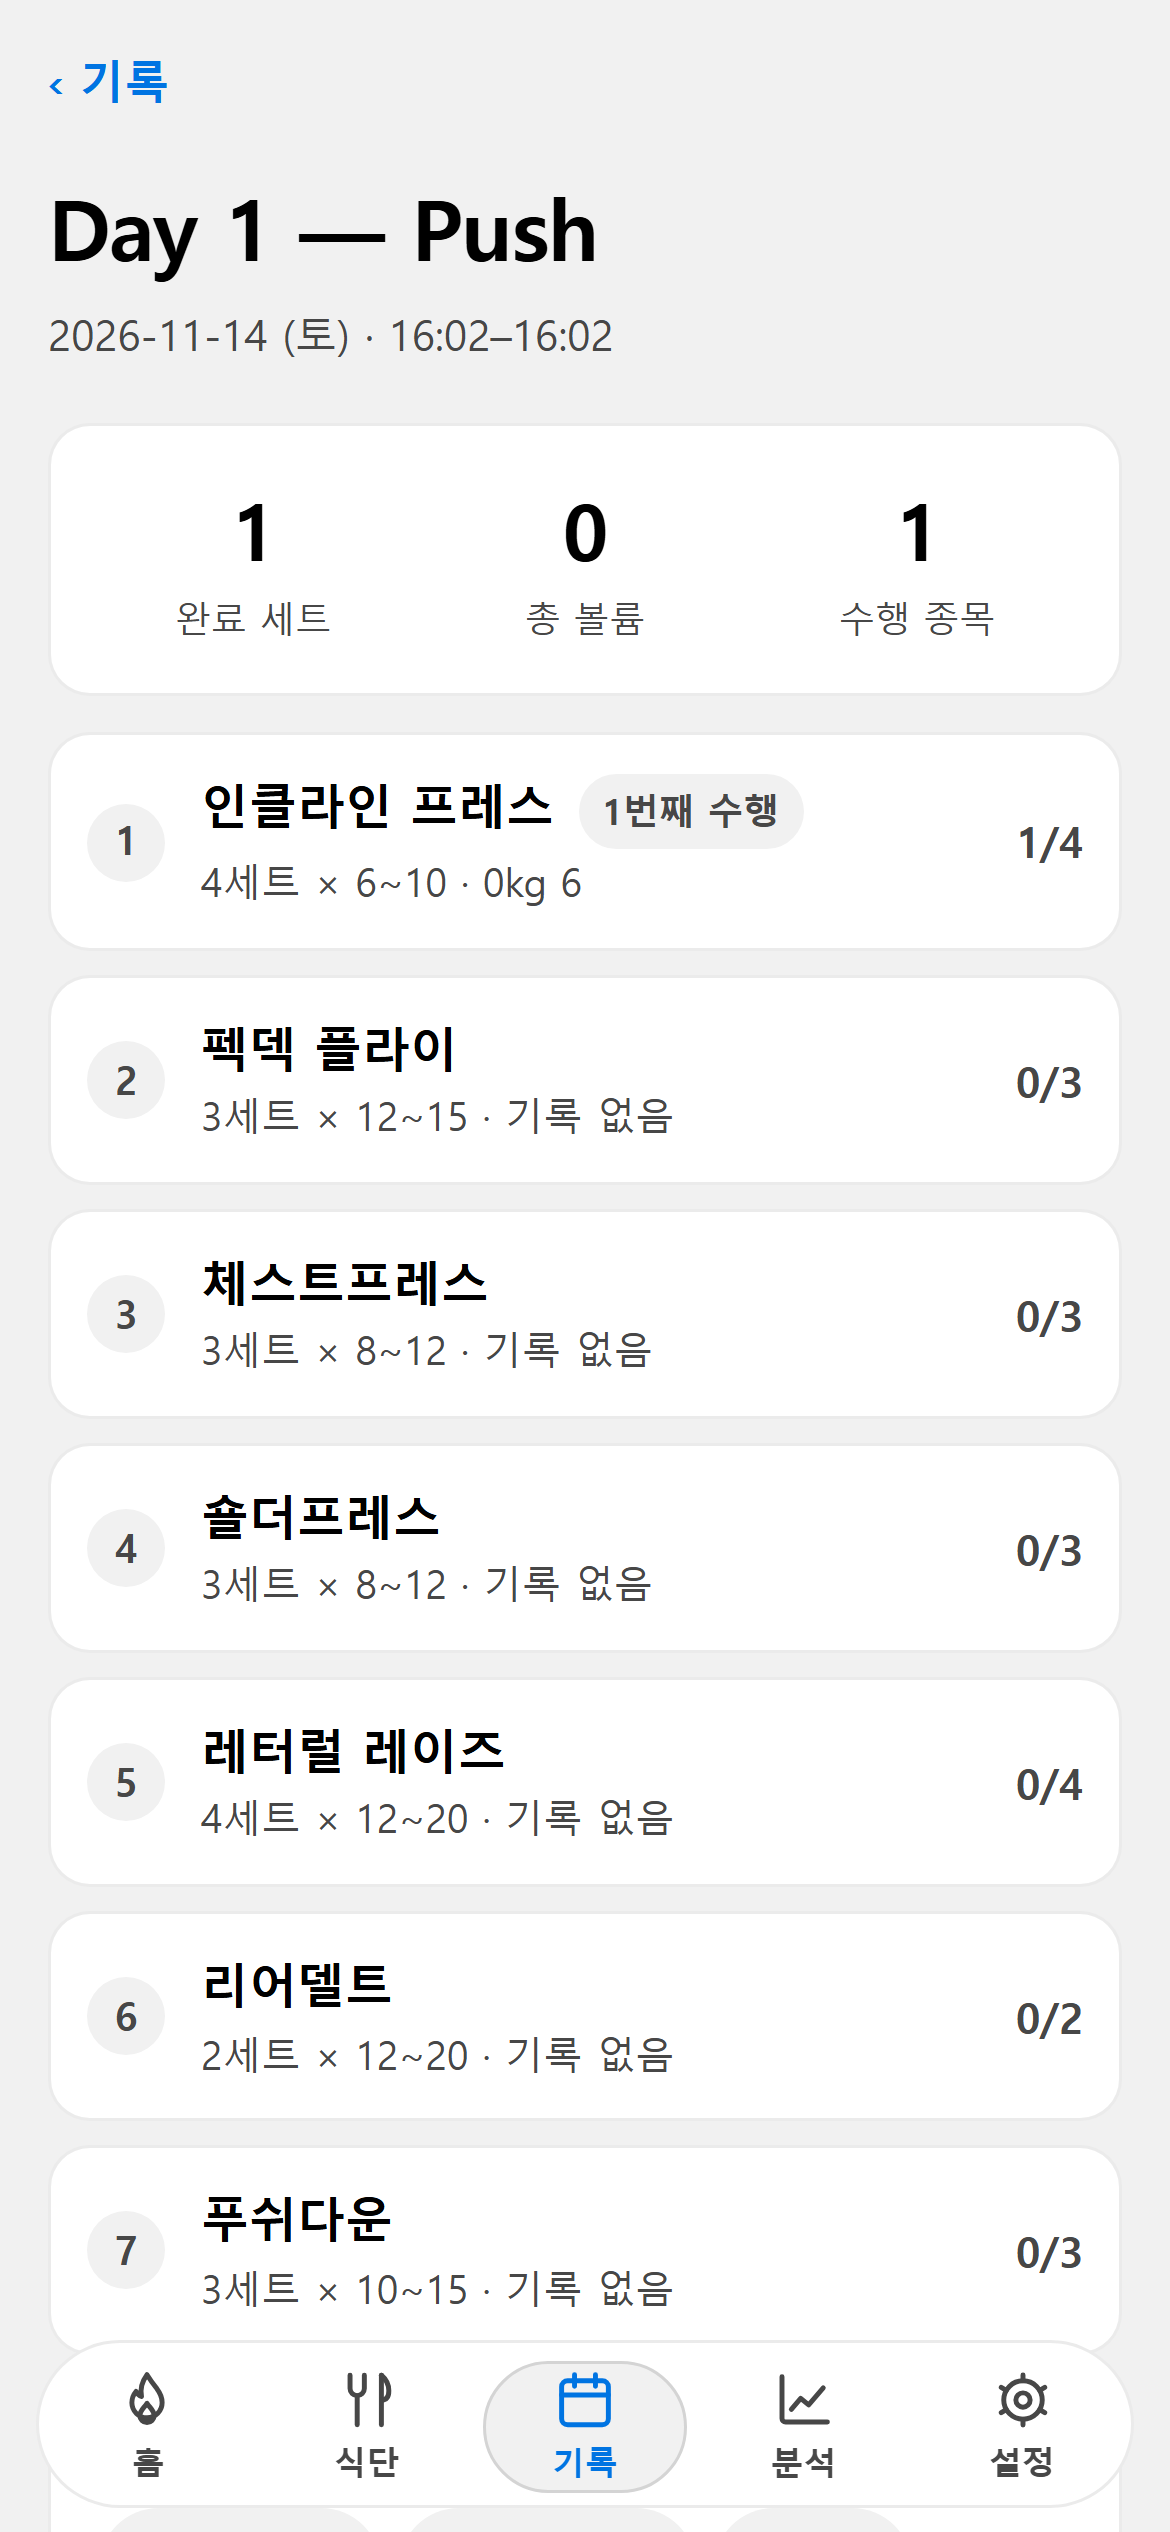 ‹ 기록
Day 1 — Push
2026-11-14 (토) · 16:02–16:02
1
완료 세트
0
총 볼륨
1
수행 종목
1
인클라인 프레스
1번째 수행
4세트 × 6~10 · 0kg 6
1/4
2
펙덱 플라이
3세트 × 12~15 · 기록 없음
0/3
3
체스트프레스
3세트 × 8~12 · 기록 없음
0/3
4
숄더프레스
3세트 × 8~12 · 기록 없음
0/3
5
레터럴 레이즈
4세트 × 12~20 · 기록 없음
0/4
6
리어델트
2세트 × 12~20 · 기록 없음
0/2
7
푸쉬다운
3세트 × 10~15 · 기록 없음
0/3
홈
식단
기록
분석
설정